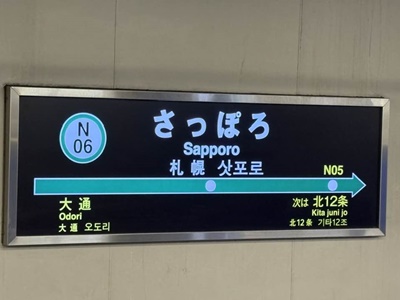 N
06
さっぽろ
Sapporo
札幌 삿포로
N05
大通
Odori
大通 오도리
次は 北12条
Kita juni jo
北12条 기타12조